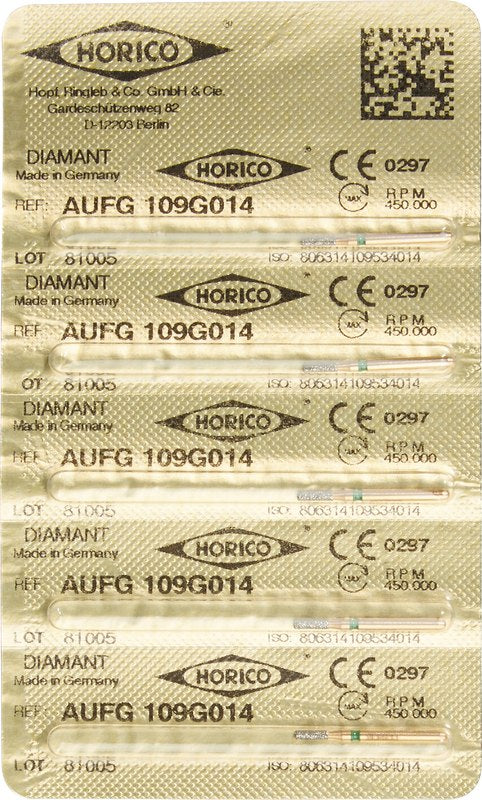 HORICO
Hopf, Ringleb & Co. GmbH & Cie.
Gardeschützenweg 82
D-12203 Berlin
DIAMANT
Made in Germany
HORICO
CE 0297
REF: AUFG 109G014
MAX
RPM
450.000
LOT 81005
ISO: 806314109534014
DIAMANT
Made in Germany
HORICO
CE 0297
REF: AUFG 109G014
MAX
RPM
450.000
OT 81005
ISO: 806314109534014
DIAMANT
Made in Germany
HORICO
CE 0297
REF: AUFG 109G014
MAX
RPM
450.000
LOT 81005
ISO: 806314109534014
DIAMANT
Made in Germany
HORICO
CE 0297
REF: AUFG 109G014
MAX
RPM
450.000
LOT 81005
ISO: 806314109534014
DIAMANT
Made in Germany
HORICO
CE 0297
REF: AUFG 109G014
MAX
RPM
450.000
LOT 81005
ISO: 806314109534014